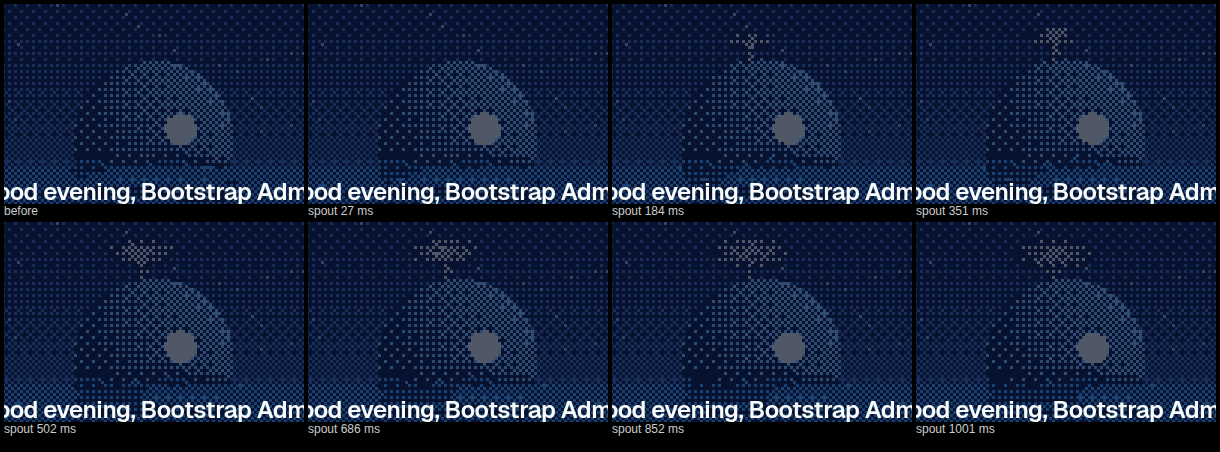 ood evening, Bootstrap Adm ood evening, Bootstrap Adm ood evening, Bootstrap Adm ood evening, Bootstrap Adm
before spout 27 ms spout 184 ms spout 351 ms
ood evening, Bootstrap Adm ood evening, Bootstrap Adm ood evening, Bootstrap Adm ood evening, Bootstrap Adm
spout 502 ms spout 686 ms spout 852 ms spout 1001 ms